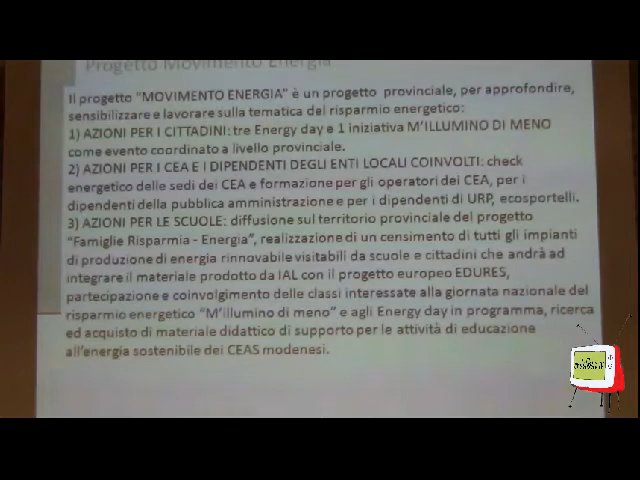 Progetto Movimento Energia
Il progetto "MOVIMENTO ENERGIA" è un progetto provinciale, per approfondire,
sensibilizzare e lavorare sulla tematica del risparmio energetico:
1) AZIONI PER I CITTADINI: tre Energy day e 1 iniziativa M'ILLUMINO DI MENO
come evento coordinato a livello provinciale.
2) AZIONI PER I CEA E I DIPENDENTI DEGLI ENTI LOCALI COINVOLTI: check
energetico delle sedi dei CEA e formazione per gli operatori dei CEA, per i
dipendenti della pubblica amministrazione e per i dipendenti di URP, ecosportelli.
3) AZIONI PER LE SCUOLE: diffusione sul territorio provinciale del progetto
"Famiglie Risparmia - Energia", realizzazione di un censimento di tutti gli impianti
di produzione di energia rinnovabile visitabili da scuole e cittadini che andrà ad
integrare il materiale prodotto da IAL con il progetto europeo EDURES,
partecipazione e coinvolgimento delle classi interessate alla giornata nazionale del
risparmio energetico "M'illumino di meno" e agli Energy day in programma, ricerca
ed acquisto di materiale didattico di supporto per le attività di educazione
all'energia sostenibile dei CEAS modenesi.